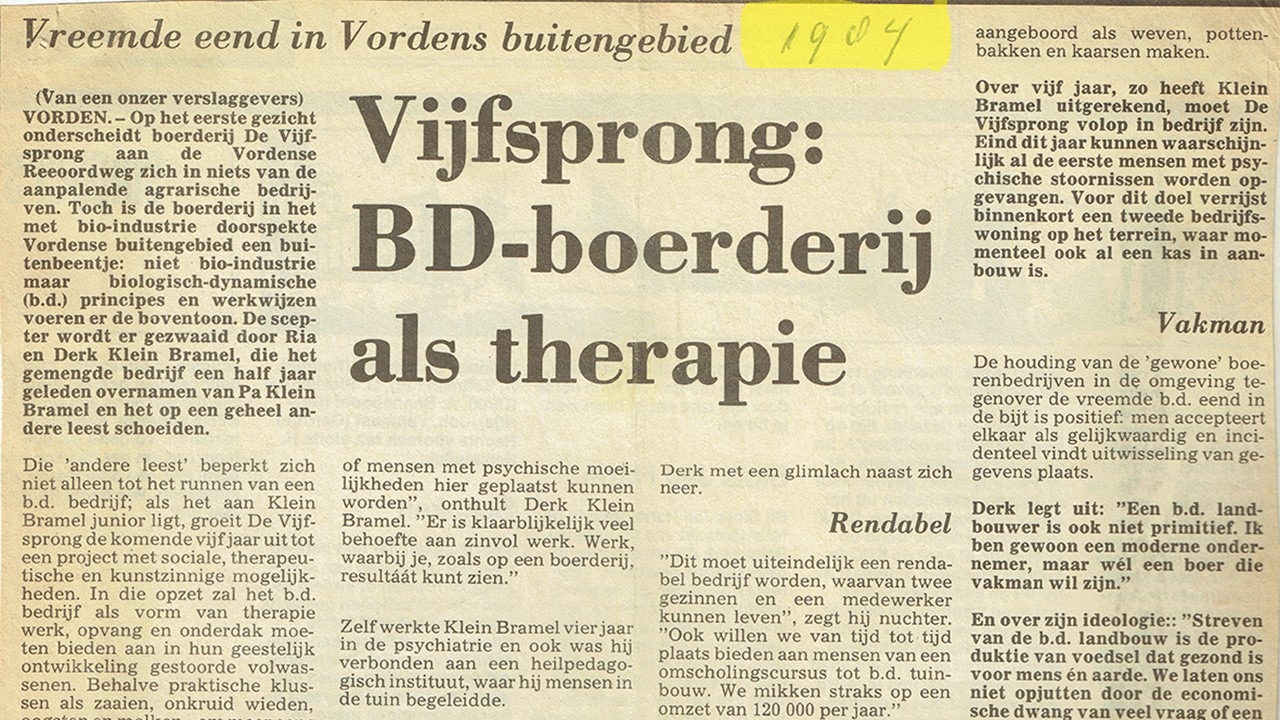 Vreemde eend in Vordens buitengebied
1984
(Van een onzer verslaggevers)
VORDEN. – Op het eerste gezicht
onderscheidt boerderij De Vijf-
sprong aan de Vordense
Reeoordweg zich in niets van de
aanpalende agrarische bedrij-
ven. Toch is de boerderij in het
met bio-industrie doorspekte
Vordense buitengebied een bui-
tenbeentje: niet bio-industrie
maar biologisch-dynamische
(b.d.) principes en werkwijzen
voeren er de boventoon. De scep-
ter wordt er gezwaaid door Ria
en Derk Klein Bramel, die het
gemengde bedrijf een half jaar
geleden overnamen van Pa Klein
Bramel en het op een geheel an-
dere leest schoeiden.
Vijfsprong:
BD-boerderij
als therapie
Die 'andere leest' beperkt zich
niet alleen tot het runnen van een
b.d. bedrijf; als het aan Klein
Bramel junior ligt, groeit De Vijf-
sprong de komende vijf jaar uit tot
een project met sociale, therapeu-
tische en kunstzinnige mogelijk-
heden. In die opzet zal het b.d.
bedrijf als vorm van therapie
werk, opvang en onderdak moe-
ten bieden aan in hun geestelijk
ontwikkeling gestoorde volwas-
senen. Behalve praktische klus-
sen als zaaien, onkruid wieden,
of mensen met psychische moei-
lijkheden hier geplaatst kunnen
worden", onthult Derk Klein
Bramel. "Er is klaarblijkelijk veel
behoefte aan zinvol werk. Werk,
waarbij je, zoals op een boerderij,
resultáát kunt zien."
Zelf werkte Klein Bramel vier jaar
in de psychiatrie en ook was hij
verbonden aan een heilpedago-
gisch instituut, waar hij mensen in
de tuin begeleidde.
Derk met een glimlach naast zich
neer.
Rendabel
"Dit moet uiteindelijk een renda-
bel bedrijf worden, waarvan twee
gezinnen en een medewerker
kunnen leven", zegt hij nuchter.
"Ook willen we van tijd tot tijd
plaats bieden aan mensen van een
omscholingscursus tot b.d. tuin-
bouw. We mikken straks op een
omzet van 120 000 per jaar."
aangeboord als weven, potten-
bakken en kaarsen maken.
Over vijf jaar, zo heeft Klein
Bramel uitgerekend, moet De
Vijfsprong volop in bedrijf zijn.
Eind dit jaar kunnen waarschijn-
lijk al de eerste mensen met psy-
chische stoornissen worden op-
gevangen. Voor dit doel verrijst
binnenkort een tweede bedrijfs-
woning op het terrein, waar mo-
menteel ook al een kas in aan-
bouw is.
Vakman
De houding van de 'gewone' boe-
renbedrijven in de omgeving te-
genover de vreemde b.d. eend in
de bijt is positief: men accepteert
elkaar als gelijkwaardig en inci-
denteel vindt uitwisseling van ge-
gevens plaats.
Derk legt uit: "Een b.d. land-
bouwer is ook niet primitief. Ik
ben gewoon een moderne onder-
nemer, maar wél een boer die
vakman wil zijn."
En over zijn ideologie:: "Streven
van de b.d. landbouw is de pro-
duktie van voedsel dat gezond is
voor mens én aarde. We laten ons
niet opjutten door de economi-
sche dwang van veel vraag of een